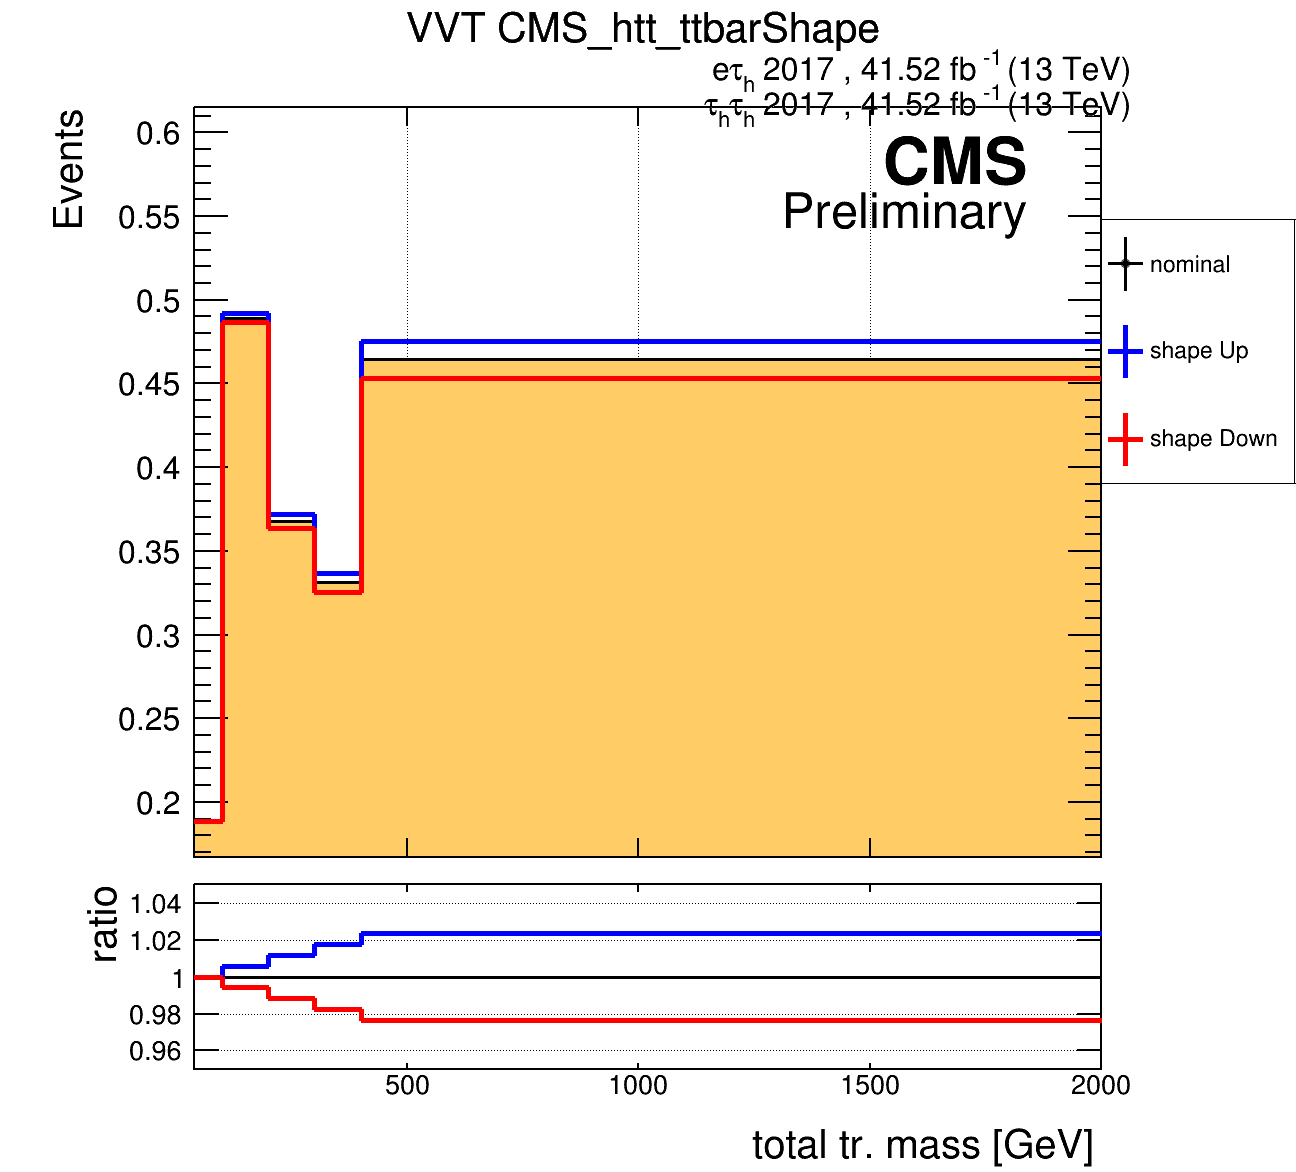 VVT CMS_htt_ttbarShape
eτh 2017 , 41.52 fb-1 (13 TeV)
τhτh 2017 , 41.52 fb-1 (13 TeV)
CMS
Preliminary
Events
0.6
0.55
0.5
0.45
0.4
0.35
0.3
0.25
0.2
nominal
shape Up
shape Down
ratio
1.04
1.02
1
0.98
0.96
500 1000 1500 2000
total tr. mass [GeV]